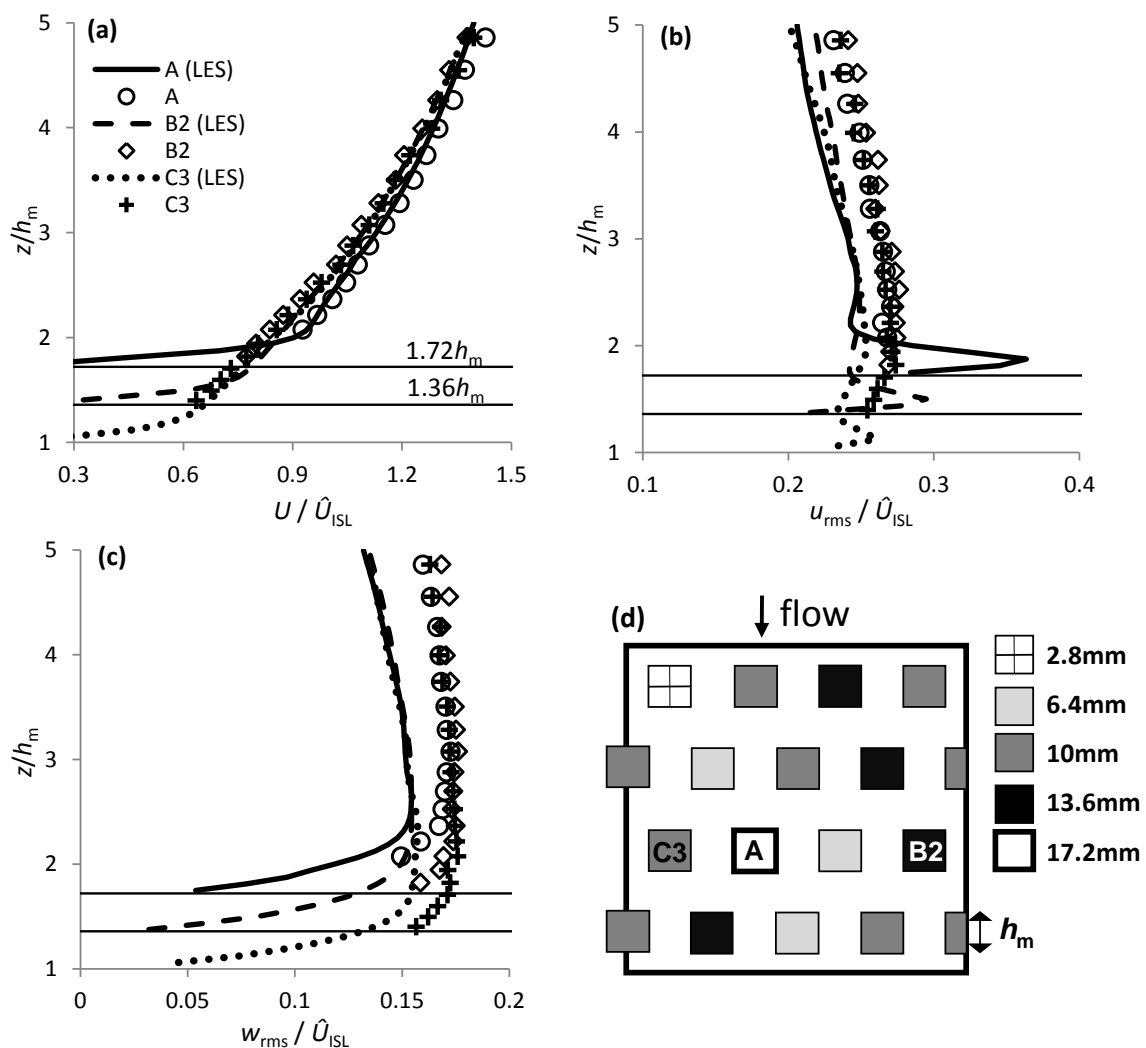 (a)
A (LES)
A
B2 (LES)
B2
C3 (LES)
C3
5
4
3
2
1
z/hm
1.72hm
1.36hm
0.3 0.6 0.9 1.2 1.5
U / ÛISL
(b)
5
4
3
2
1
z/hm
0.1 0.2 0.3 0.4
urms / ÛISL
(c)
5
4
3
2
1
z/hm
0 0.05 0.1 0.15 0.2
wrms / ÛISL
(d)
flow
2.8mm
6.4mm
10mm
13.6mm
17.2mm
C3 A B2
hm